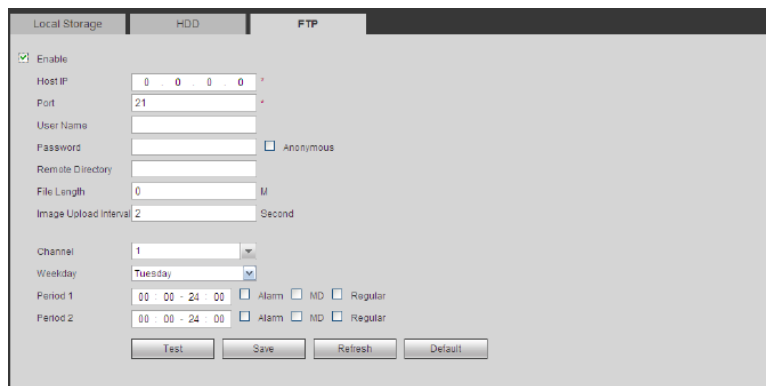 Local Storage HDD FTP
Enable
Host IP 0 . 0 . 0 . 0 *
Port 21 *
User Name
Password Anonymous
Remote Directory
File Length 0 M
Image Upload Interval 2 Second
Channel 1
Weekday Tuesday
Period 1 00 : 00 - 24 : 00 Alarm MD Regular
Period 2 00 : 00 - 24 : 00 Alarm MD Regular
Test Save Refresh Default